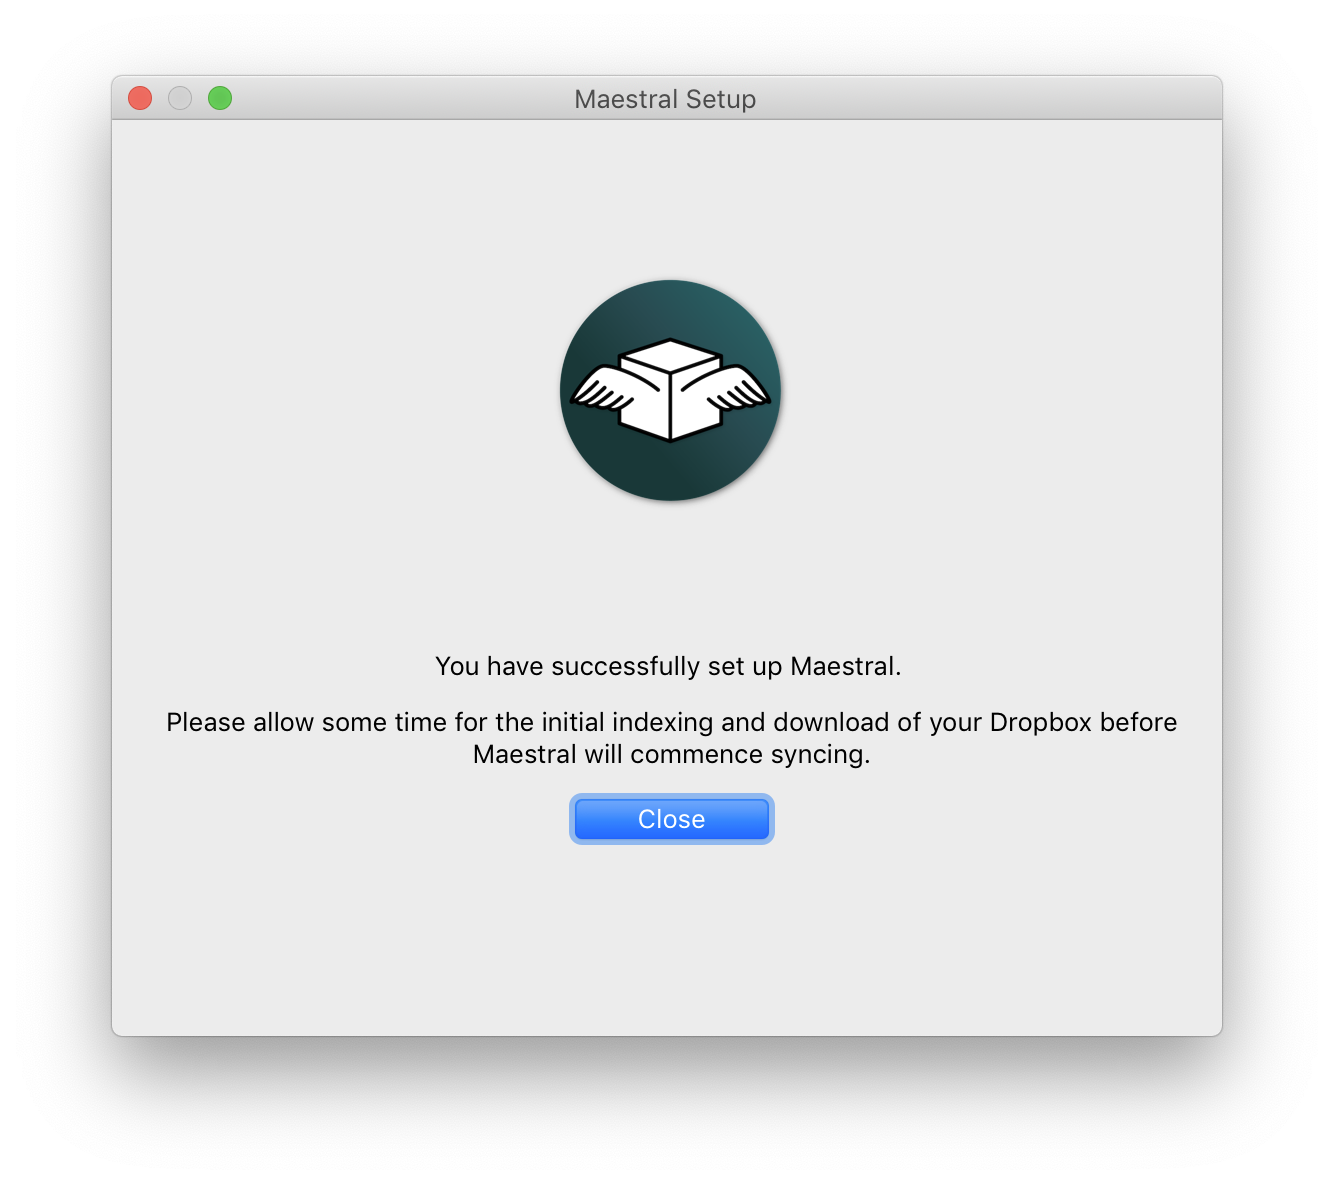 Maestral Setup
You have successfully set up Maestral.
Please allow some time for the initial indexing and download of your Dropbox before
Maestral will commence syncing.
Close